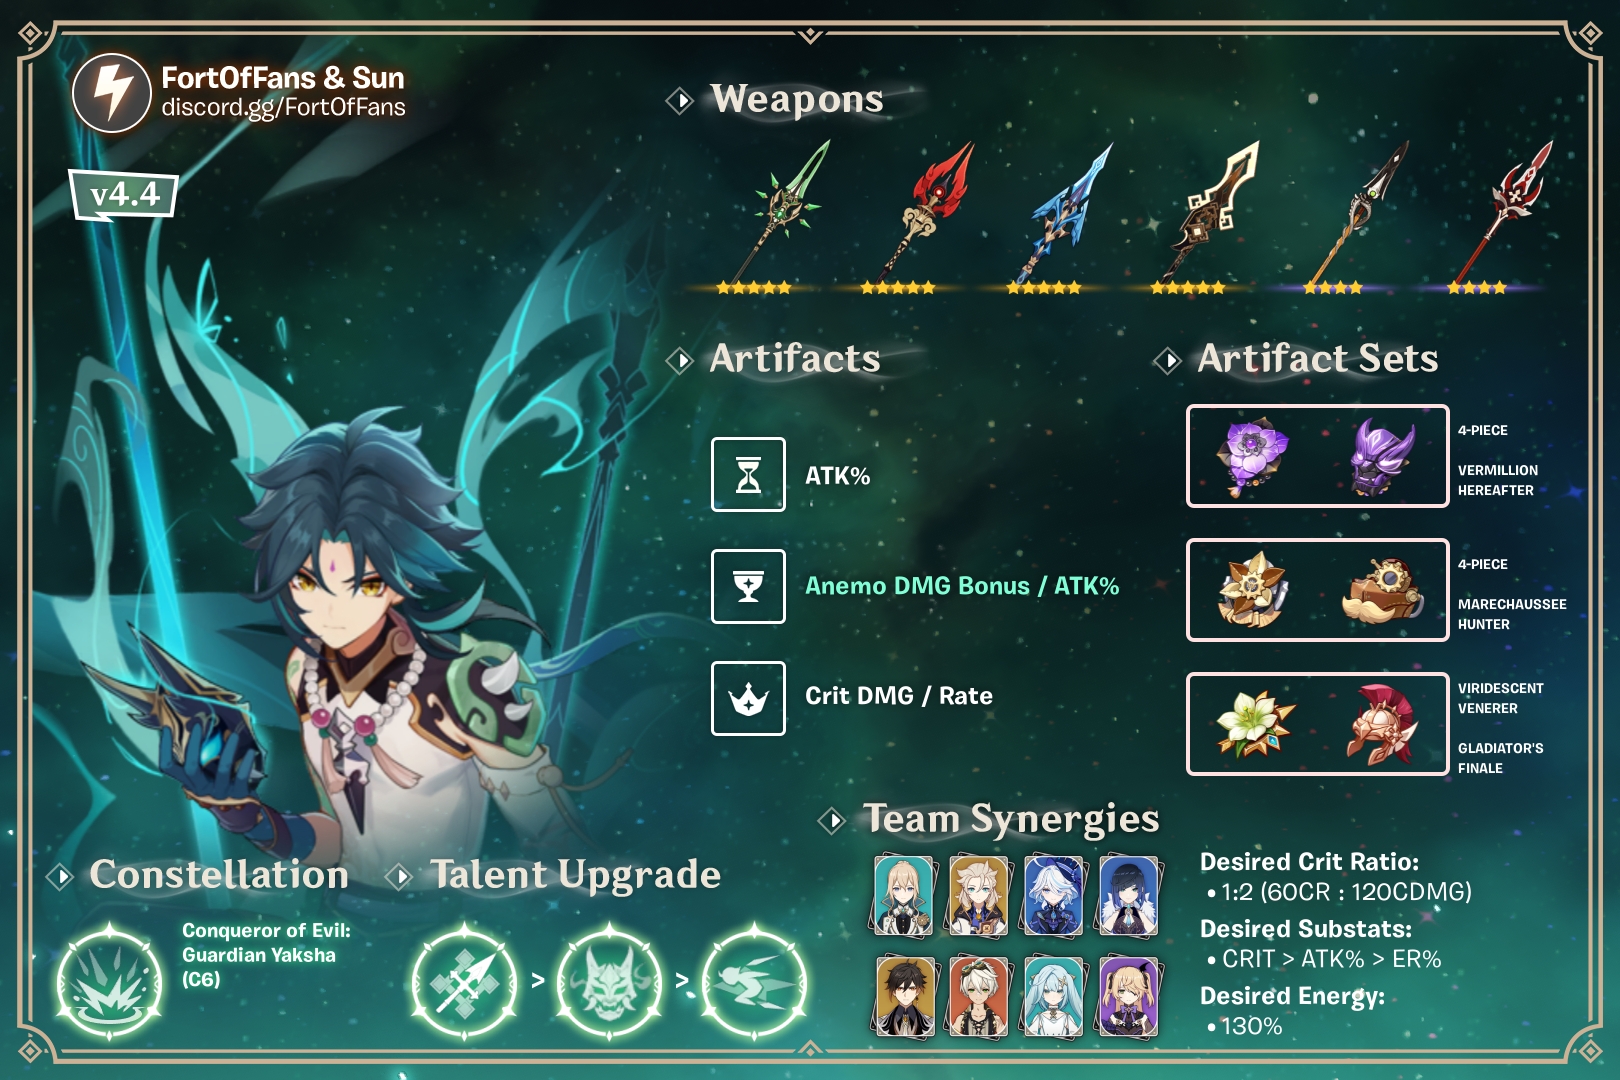 FortOfFans & Sun
discord.gg/FortOfFans
v4.4
Weapons
Artifacts
ATK%
Anemo DMG Bonus / ATK%
Crit DMG / Rate
Artifact Sets
4-PIECE
VERMILLION
HEREAFTER
4-PIECE
MARECHAUSSEE
HUNTER
VIRIDESCENT
VENERER
GLADIATOR'S
FINALE
Constellation
Conqueror of Evil:
Guardian Yaksha
(C6)
Talent Upgrade
> >
Team Synergies
Desired Crit Ratio:
• 1:2 (60CR : 120CDMG)
Desired Substats:
• CRIT > ATK% > ER%
Desired Energy:
• 130%